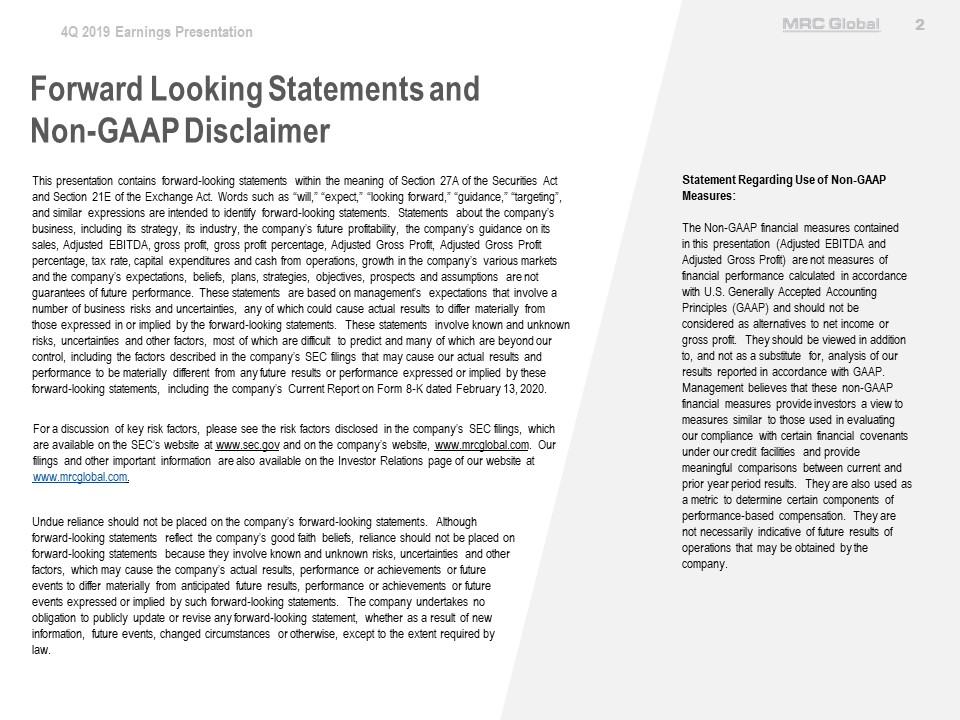 4Q 2019 Earnings Presentation
MRC Global
2
Forward Looking Statements and
Non-GAAP Disclaimer
This presentation contains forward-looking statements within the meaning of Section 27A of the Securities Act
and Section 21E of the Exchange Act. Words such as “will,” “expect,” “looking forward,” “guidance,” “targeting”,
and similar expressions are intended to identify forward-looking statements. Statements about the company’s
business, including its strategy, its industry, the company’s future profitability, the company’s guidance on its
sales, Adjusted EBITDA, gross profit, gross profit percentage, Adjusted Gross Profit, Adjusted Gross Profit
percentage, tax rate, capital expenditures and cash from operations, growth in the company’s various markets
and the company’s expectations, beliefs, plans, strategies, objectives, prospects and assumptions are not
guarantees of future performance. These statements are based on management’s expectations that involve a
number of business risks and uncertainties, any of which could cause actual results to differ materially from
those expressed in or implied by the forward-looking statements. These statements involve known and unknown
risks, uncertainties and other factors, most of which are difficult to predict and many of which are beyond our
control, including the factors described in the company’s SEC filings that may cause our actual results and
performance to be materially different from any future results or performance expressed or implied by these
forward-looking statements, including the company’s Current Report on Form 8-K dated February 13, 2020.
For a discussion of key risk factors, please see the risk factors disclosed in the company’s SEC filings, which
are available on the SEC’s website at www.sec.gov and on the company’s website, www.mrcglobal.com. Our
filings and other important information are also available on the Investor Relations page of our website at
www.mrcglobal.com.
Undue reliance should not be placed on the company’s forward-looking statements. Although
forward-looking statements reflect the company’s good faith beliefs, reliance should not be placed on
forward-looking statements because they involve known and unknown risks, uncertainties and other
factors, which may cause the company’s actual results, performance or achievements or future
events to differ materially from anticipated future results, performance or achievements or future
events expressed or implied by such forward-looking statements. The company undertakes no
obligation to publicly update or revise any forward-looking statement, whether as a result of new
information, future events, changed circumstances or otherwise, except to the extent required by
law.
Statement Regarding Use of Non-GAAP
Measures:
The Non-GAAP financial measures contained
in this presentation (Adjusted EBITDA and
Adjusted Gross Profit) are not measures of
financial performance calculated in accordance
with U.S. Generally Accepted Accounting
Principles (GAAP) and should not be
considered as alternatives to net income or
gross profit. They should be viewed in addition
to, and not as a substitute for, analysis of our
results reported in accordance with GAAP.
Management believes that these non-GAAP
financial measures provide investors a view to
measures similar to those used in evaluating
our compliance with certain financial covenants
under our credit facilities and provide
meaningful comparisons between current and
prior year period results. They are also used as
a metric to determine certain components of
performance-based compensation. They are
not necessarily indicative of future results of
operations that may be obtained by the
company.